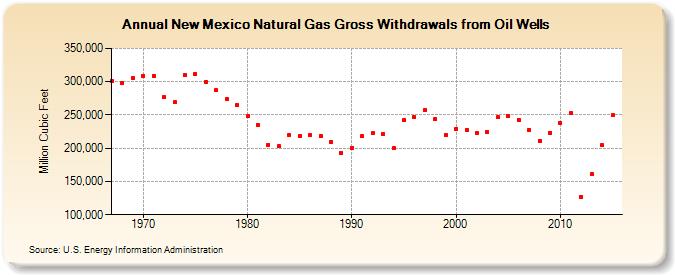 Annual New Mexico Natural Gas Gross Withdrawals from Oil Wells
Million Cubic Feet
350,000
300,000
250,000
200,000
150,000
100,000
1970 1980 1990 2000 2010
Source: U.S. Energy Information Administration